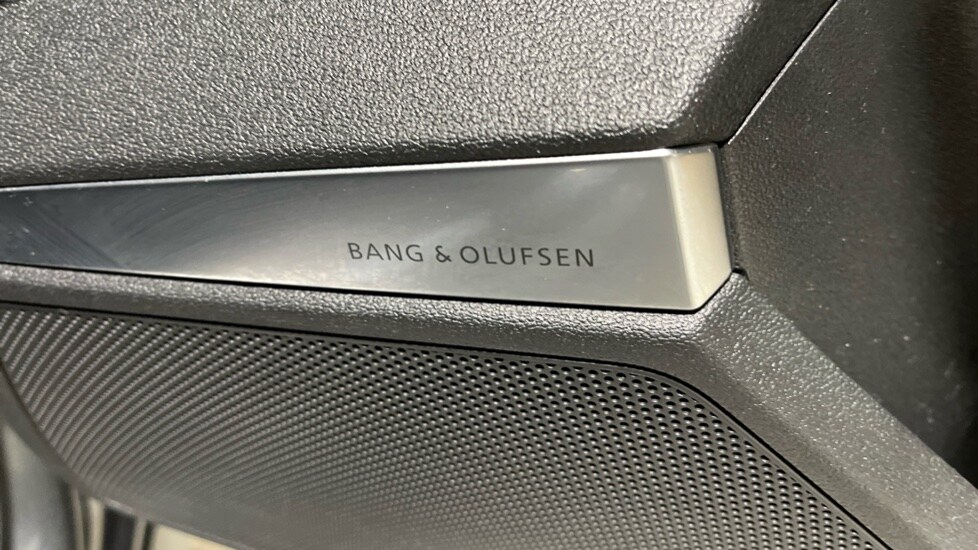 BANG & OLUFSEN